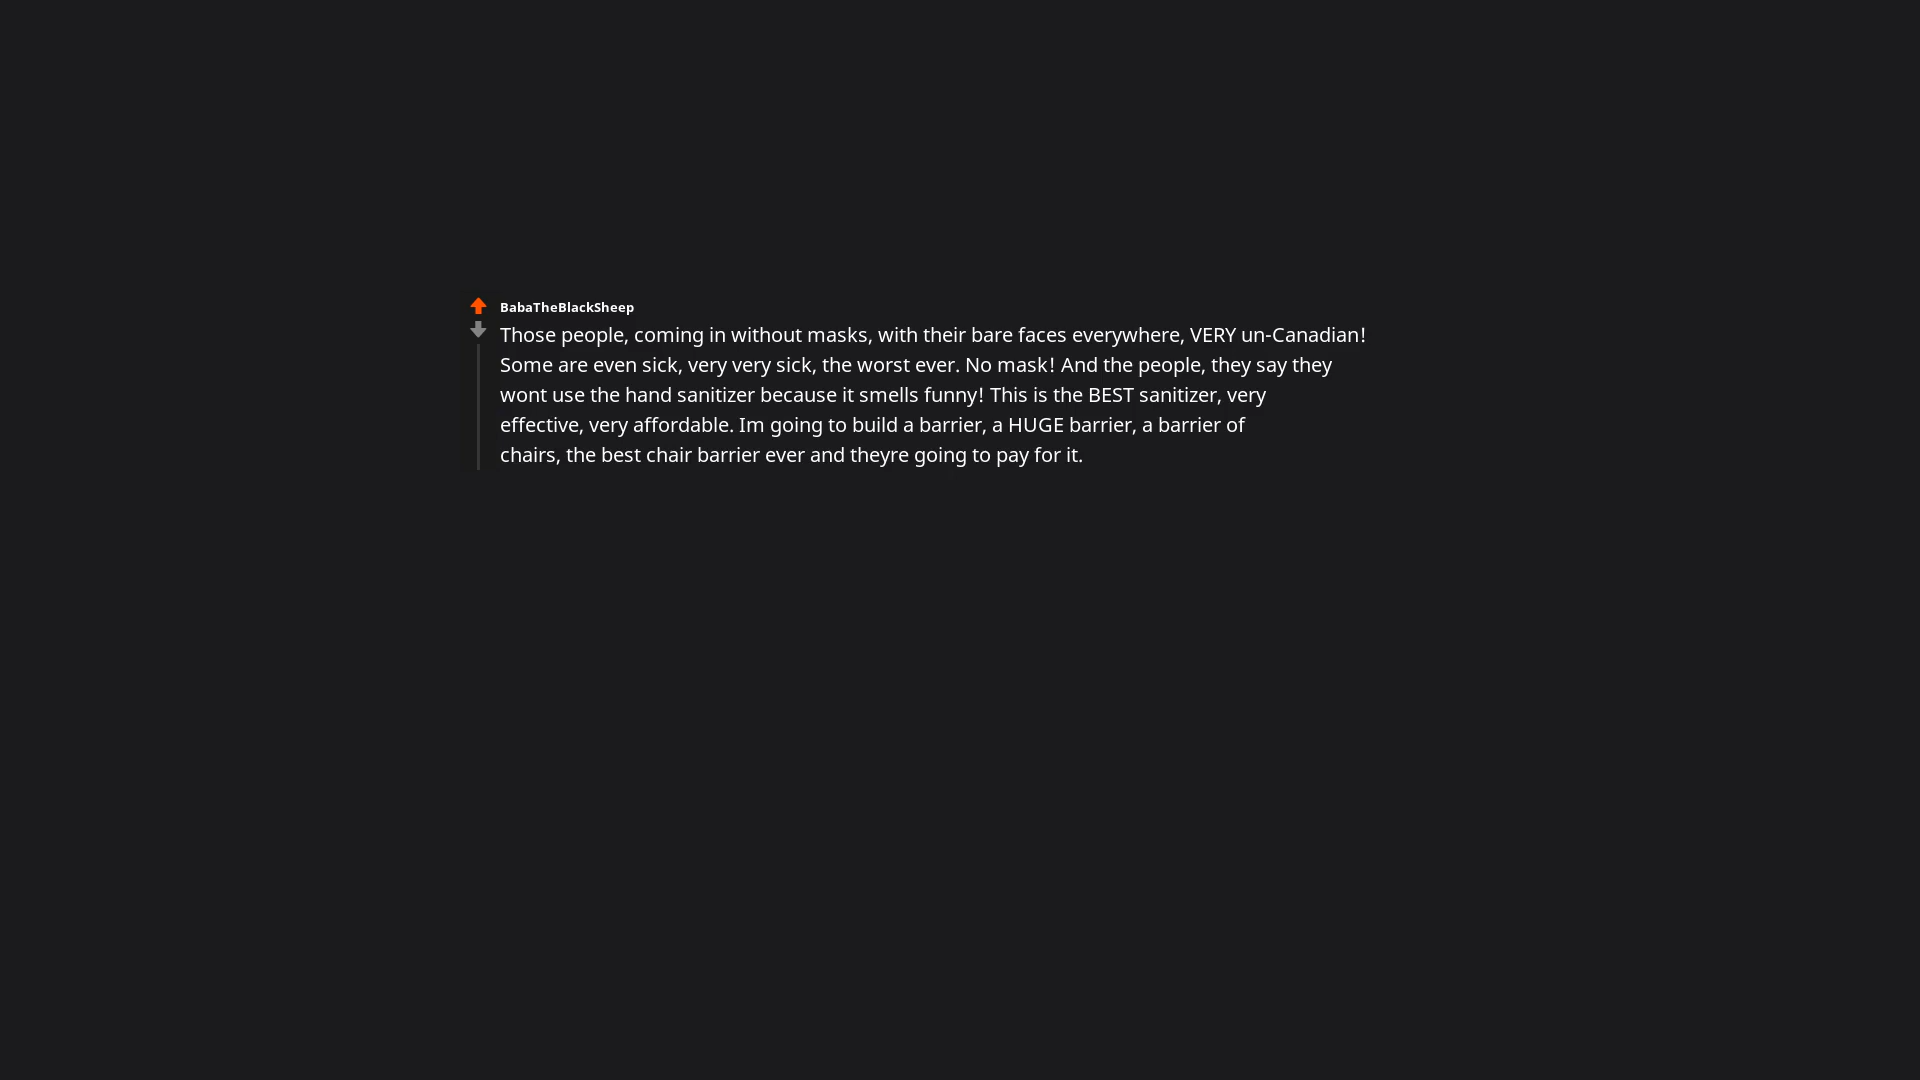 BabaTheBlackSheep
Those people, coming in without masks, with their bare faces everywhere, VERY un-Canadian!
Some are even sick, very very sick, the worst ever. No mask! And the people, they say they
wont use the hand sanitizer because it smells funny! This is the BEST sanitizer, very
effective, very affordable. Im going to build a barrier, a HUGE barrier, a barrier of
chairs, the best chair barrier ever and theyre going to pay for it.